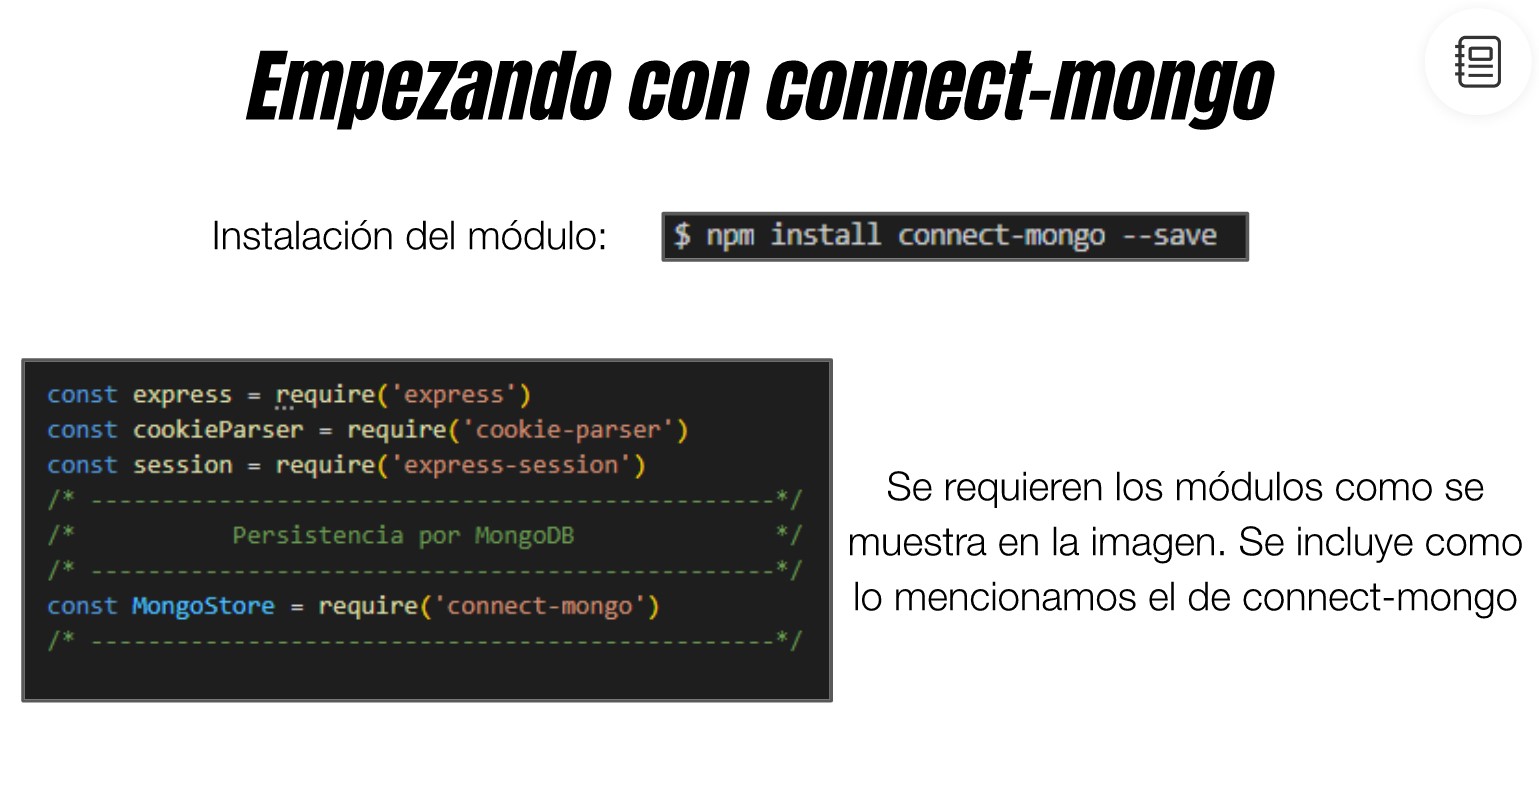 Empezando con connect-mongo
Instalación del módulo:
$ npm install connect-mongo --save
const express = require('express')
const cookieParser = require('cookie-parser')
const session = require('express-session')
/* ------------------------------------------------*/
/*           Persistencia por MongoDB              */
/* ------------------------------------------------*/
const MongoStore = require('connect-mongo')
/* ------------------------------------------------*/
Se requieren los módulos como se
muestra en la imagen. Se incluye como
lo mencionamos el de connect-mongo